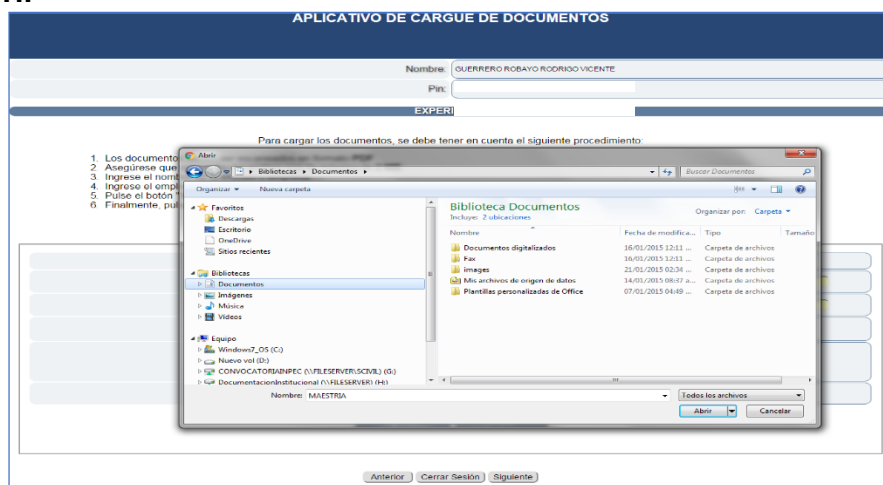 APLICATIVO DE CARGUE DE DOCUMENTOS
Nombre: GUERRERO ROBAYO RODRIGO VICENTE
Pin:
EXPERI
Para cargar los documentos, se debe tener en cuenta el siguiente procedimiento:
1. Los documento
2. Asegúrese que
3. Ingrese el nomb
4. Ingrese el empl
5. Pulse el botón "
6. Finalmente, pul
Abrir
Bibliotecas Documentos
Buscar Documentos
Organizar Nueva carpeta
Favoritos
Descargas
Escritorio
OneDrive
Sitios recientes
Bibliotecas
Documentos
Imágenes
Música
Videos
Equipo
Windows7_OS (C:)
Nuevo vol (D:)
CONVOCATORIAINPEC (\\FILESERVER\SCIVIL) (G:)
DocumentacionInstitucional (\\FILESERVER) (H:)
Biblioteca Documentos
Incluye: 2 ubicaciones
Organizar por: Carpeta
Nombre Fecha de modifica... Tipo Tamaño
Documentos digitalizados 16/01/2015 12:11 ... Carpeta de archivos
Fax 16/01/2015 12:11 ... Carpeta de archivos
images 21/01/2015 02:34 ... Carpeta de archivos
Mis archivos de origen de datos 14/01/2015 08:37 a... Carpeta de archivos
Plantillas personalizadas de Office 07/01/2015 04:49 ... Carpeta de archivos
Nombre: MAESTRIA
Todos los archivos
Abrir Cancelar
Anterior Cerrar Sesión Siguiente